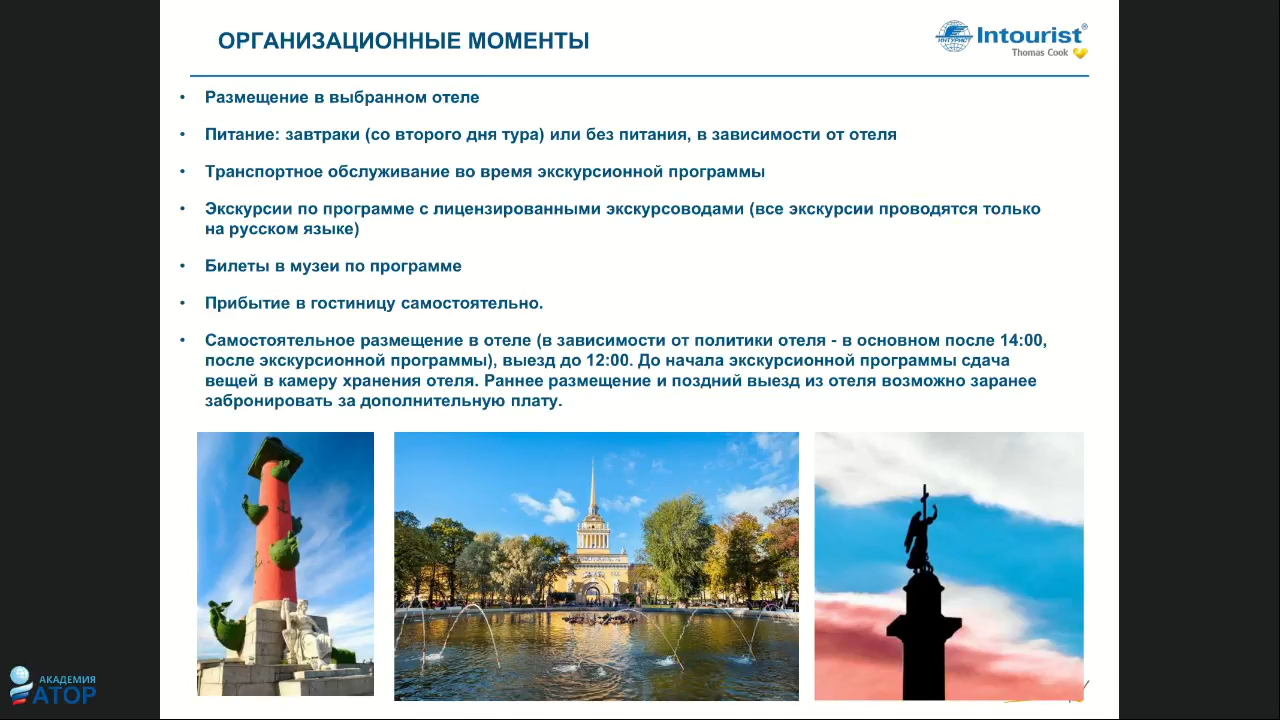 ОРГАНИЗАЦИОННЫЕ МОМЕНТЫ
ИНТУРИСТ
Intourist®
Thomas Cook
• Размещение в выбранном отеле
• Питание: завтраки (со второго дня тура) или без питания, в зависимости от отеля
• Транспортное обслуживание во время экскурсионной программы
• Экскурсии по программе с лицензированными экскурсоводами (все экскурсии проводятся только
на русском языке)
• Билеты в музеи по программе
• Прибытие в гостиницу самостоятельно.
• Самостоятельное размещение в отеле (в зависимости от политики отеля - в основном после 14:00,
после экскурсионной программы), выезд до 12:00. До начала экскурсионной программы сдача
вещей в камеру хранения отеля. Раннее размещение и поздний выезд из отеля возможно заранее
забронировать за дополнительную плату.
АКАДЕМИЯ
АТОР